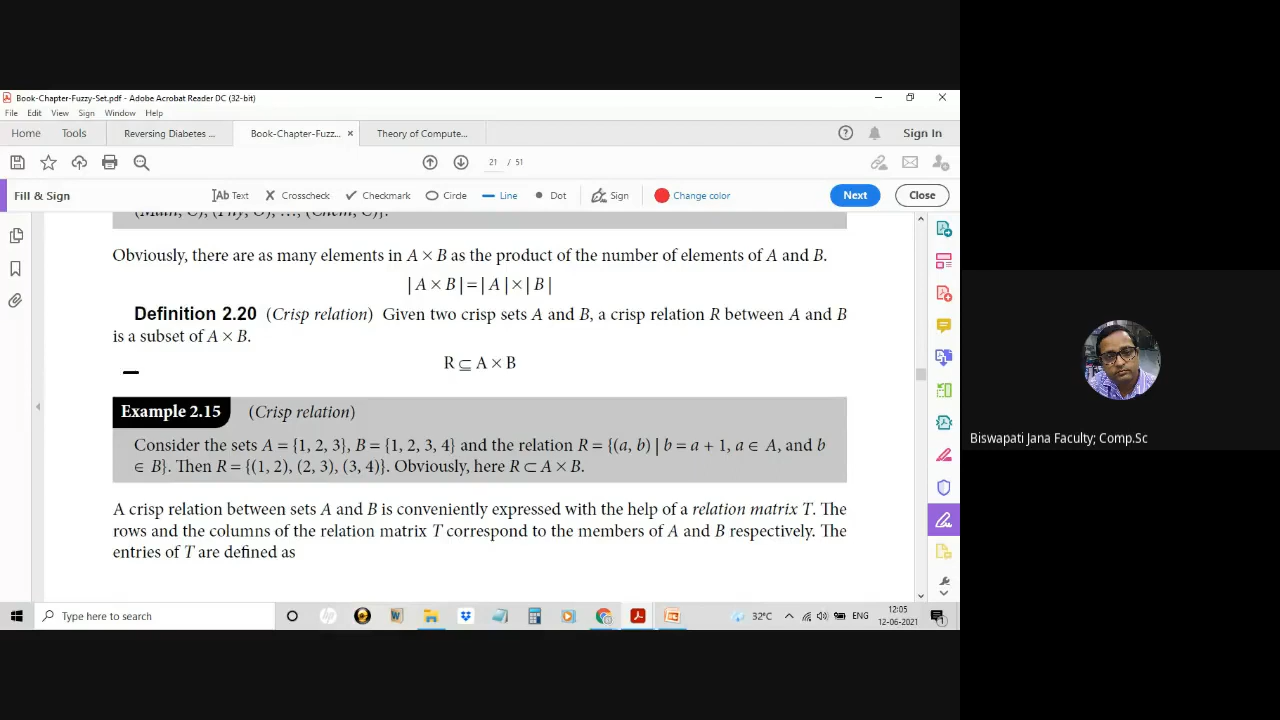 Book-Chapter-Fuzzy-Set.pdf - Adobe Acrobat Reader DC (32-bit)
File Edit View Sign Window Help
Home Tools Reversing Diabetes ... Book-Chapter-Fuzz... × Theory of Compute... Sign In
21 / 51
Fill & Sign Ab Text Crosscheck Checkmark Circle Line Dot Sign Change color Next Close
(Math, C), (Phy, O), …, (Chem, C)}.
Obviously, there are as many elements in A × B as the product of the number of elements of A and B.
| A × B | = | A | × | B |
Definition 2.20 (Crisp relation) Given two crisp sets A and B, a crisp relation R between A and B
is a subset of A × B.
R ⊆ A × B
Example 2.15 (Crisp relation)
Consider the sets A = {1, 2, 3}, B = {1, 2, 3, 4} and the relation R = {(a, b) | b = a + 1, a ∈ A, and b
∈ B}. Then R = {(1, 2), (2, 3), (3, 4)}. Obviously, here R ⊂ A × B.
A crisp relation between sets A and B is conveniently expressed with the help of a relation matrix T. The
rows and the columns of the relation matrix T correspond to the members of A and B respectively. The
entries of T are defined as
Biswapati Jana Faculty; Comp.Sc
Type here to search 32°C ENG 12:05
12-06-2021